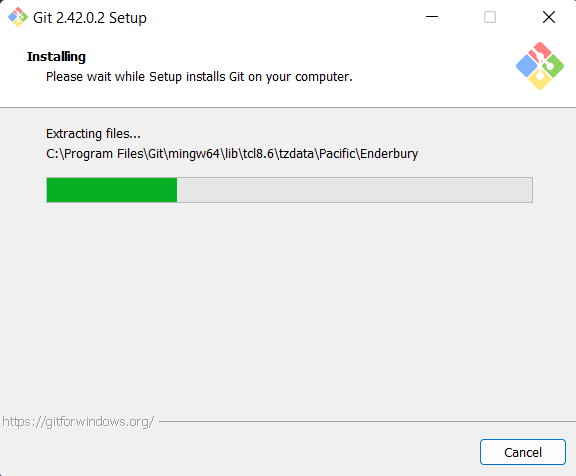 Git 2.42.0.2 Setup
Installing
Please wait while Setup installs Git on your computer.
Extracting files...
C:\Program Files\Git\mingw64\lib\tcl8.6\tzdata\Pacific\Enderbury
https://gitforwindows.org/
Cancel